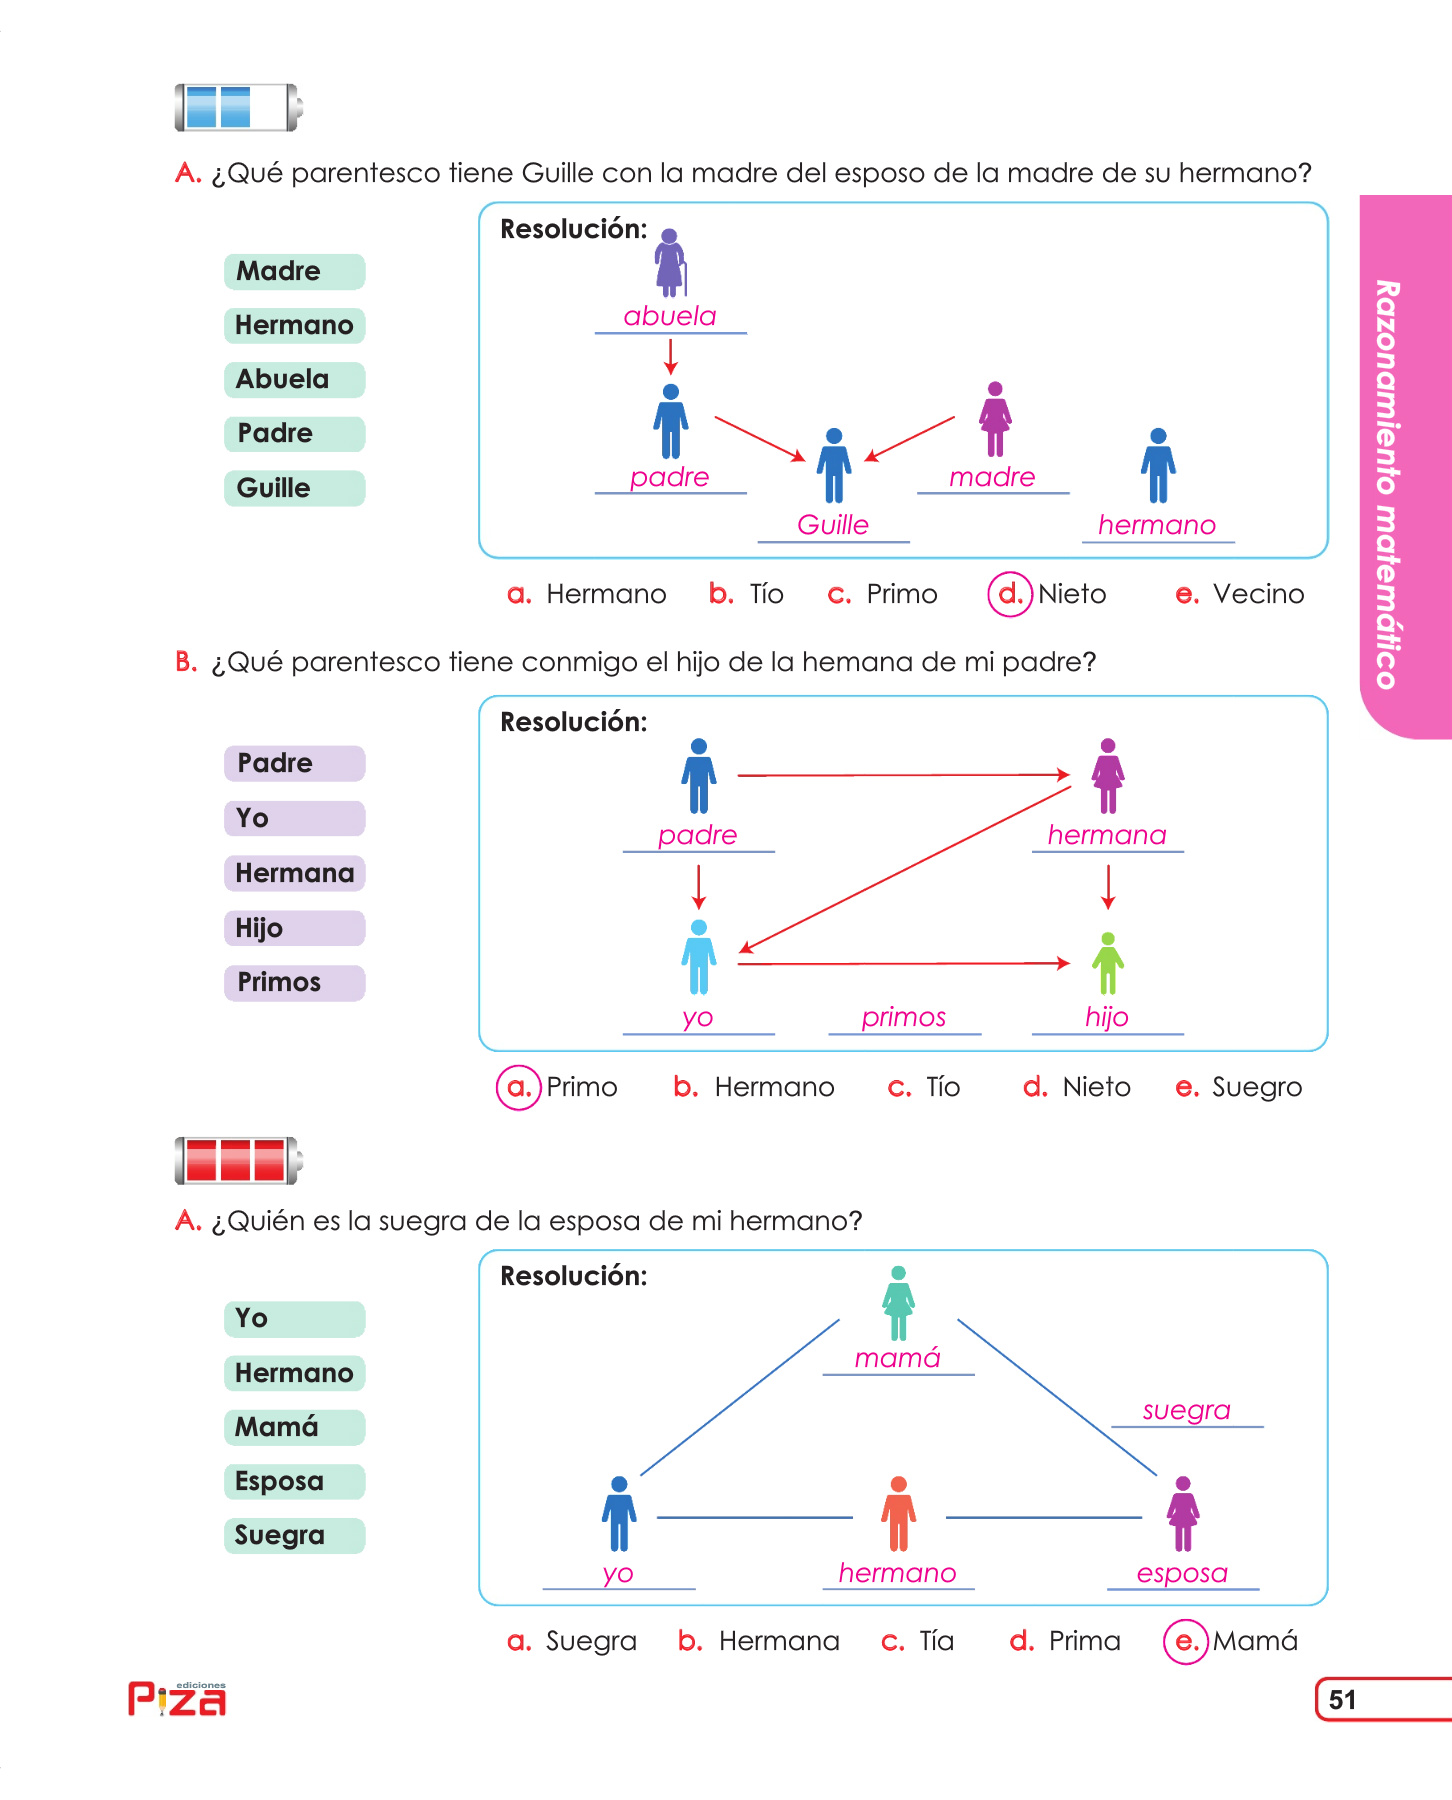 A. ¿Qué parentesco tiene Guille con la madre del esposo de la madre de su hermano?
Madre
Hermano
Abuela
Padre
Guille
Resolución:
abuela
padre
madre
Guille
hermano
a. Hermano b. Tío c. Primo d. Nieto e. Vecino
B. ¿Qué parentesco tiene conmigo el hijo de la hemana de mi padre?
Padre
Yo
Hermana
Hijo
Primos
Resolución:
padre hermana
yo primos hijo
a. Primo b. Hermano c. Tío d. Nieto e. Suegro
A. ¿Quién es la suegra de la esposa de mi hermano?
Yo
Hermano
Mamá
Esposa
Suegra
Resolución:
mamá
suegra
yo hermano esposa
a. Suegra b. Hermana c. Tía d. Prima e. Mamá
Razonamiento matemático
ediciones
Piza
51